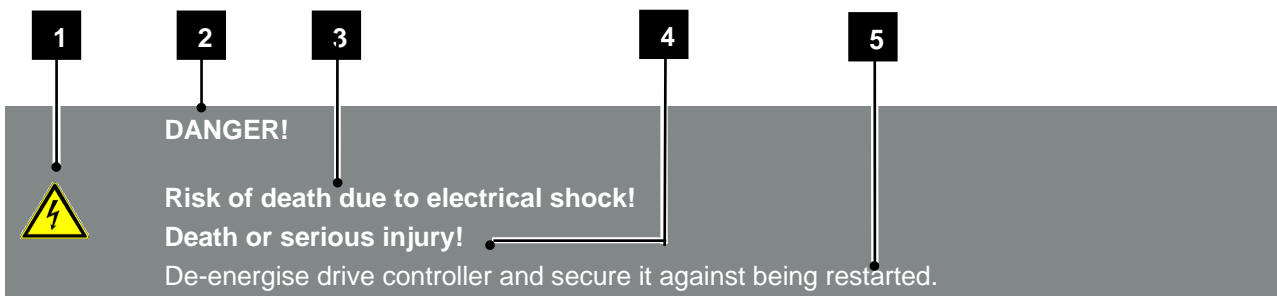 1 2 3 4 5
DANGER!
Risk of death due to electrical shock!
Death or serious injury!
De-energise drive controller and secure it against being restarted.